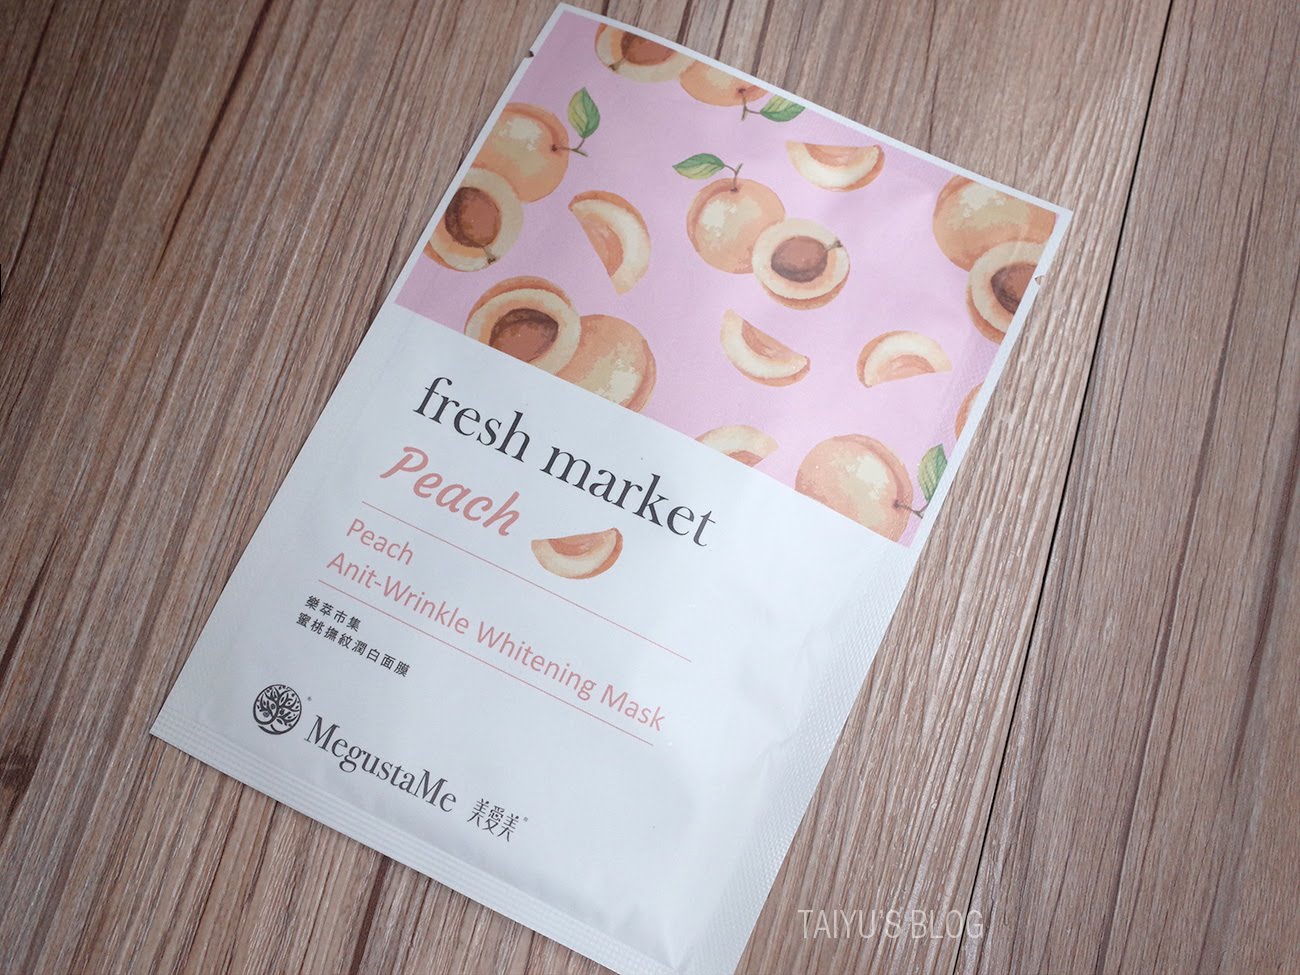 fresh market
Peach
Peach
Anit-Wrinkle Whitening Mask
樂萃市集
蜜桃撫紋潤白面膜
MegustaMe 美愛美
TAIYU'S BLOG